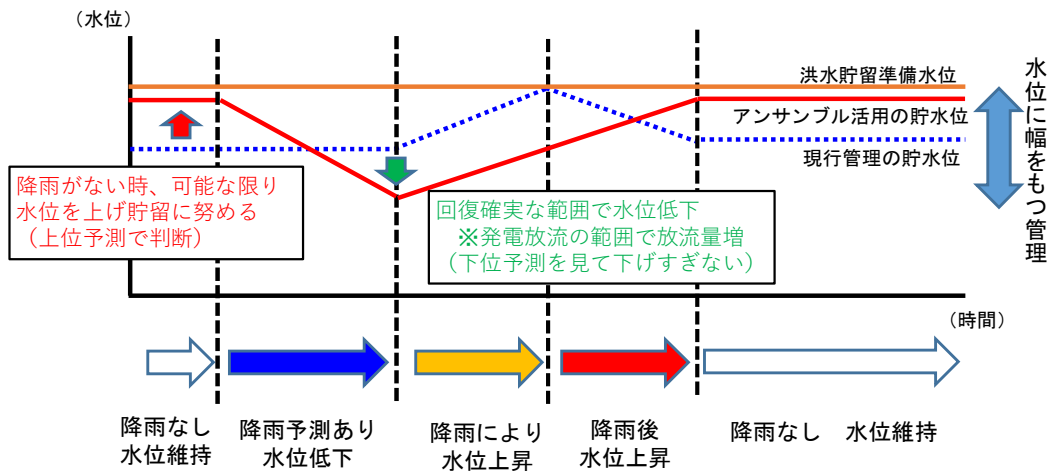 （水位）
洪水貯留準備水位
アンサンブル活用の貯水位
現行管理の貯水位
水位に幅をもつ管理
降雨がない時、可能な限り
水位を上げ貯留に努める
（上位予測で判断）
回復確実な範囲で水位低下
※発電放流の範囲で放流量増
（下位予測を見て下げすぎない）
（時間）
降雨なし
水位維持
降雨予測あり
水位低下
降雨により
水位上昇
降雨後
水位上昇
降雨なし　水位維持